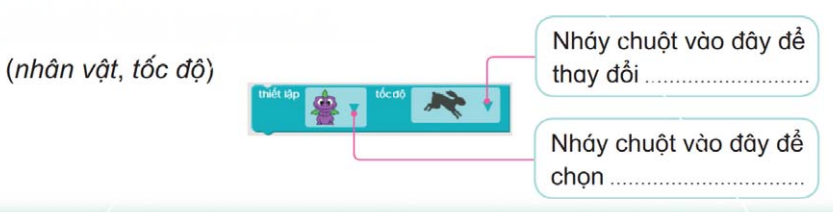 Nháy chuột vào đây để
thay đổi ............................
(nhân vật, tốc độ)
thiết lập tốc độ
Nháy chuột vào đây để
chọn .................................